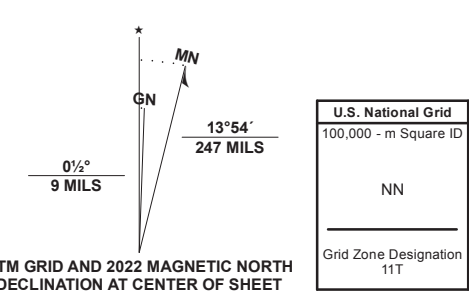 ★
MN
GN
13°54´
247 MILS
0½°
9 MILS
TM GRID AND 2022 MAGNETIC NORTH
DECLINATION AT CENTER OF SHEET
U.S. National Grid
100,000 - m Square ID
NN
Grid Zone Designation
11T